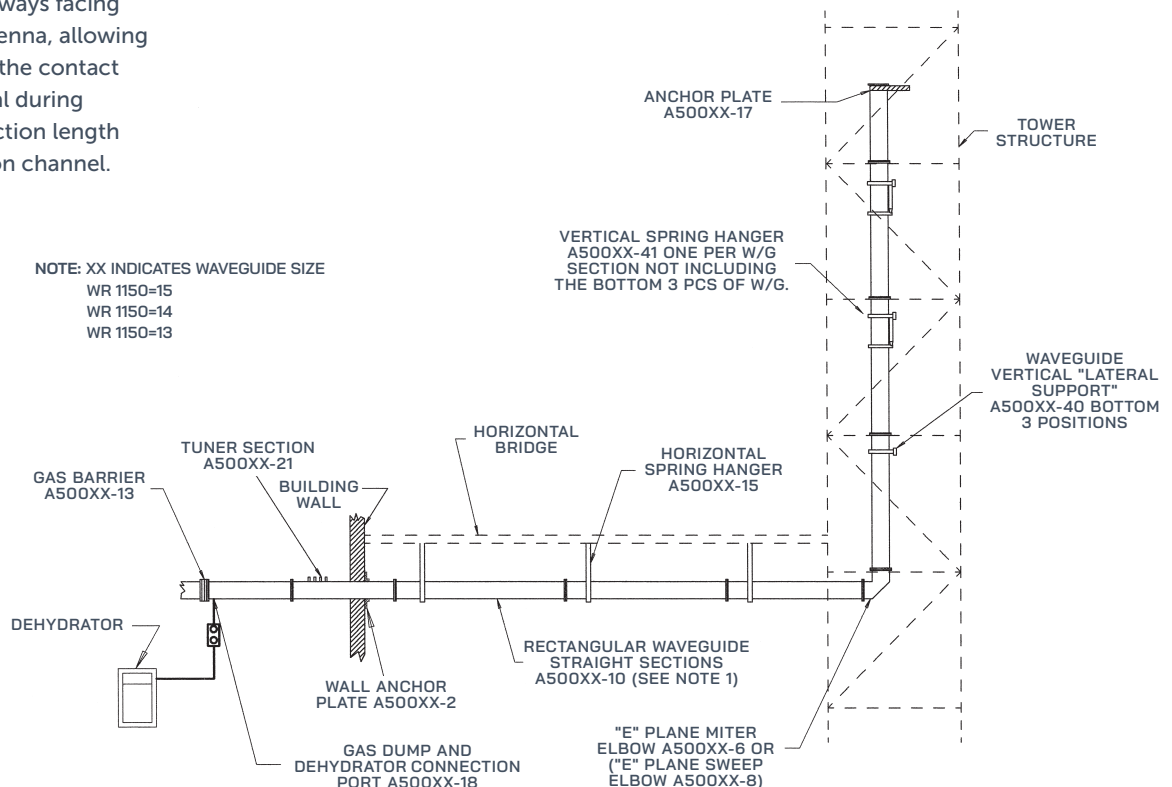 ways facing
enna, allowing
the contact
al during
ction length
on channel.
NOTE: XX INDICATES WAVEGUIDE SIZE
WR 1150=15
WR 1150=14
WR 1150=13
ANCHOR PLATE
A500XX-17
TOWER
STRUCTURE
VERTICAL SPRING HANGER
A500XX-41 ONE PER W/G
SECTION NOT INCLUDING
THE BOTTOM 3 PCS OF W/G.
WAVEGUIDE
VERTICAL "LATERAL
SUPPORT"
A500XX-40 BOTTOM
3 POSITIONS
HORIZONTAL
BRIDGE
HORIZONTAL
SPRING HANGER
A500XX-15
TUNER SECTION
A500XX-21
BUILDING
WALL
GAS BARRIER
A500XX-13
DEHYDRATOR
RECTANGULAR WAVEGUIDE
STRAIGHT SECTIONS
A500XX-10 (SEE NOTE 1)
WALL ANCHOR
PLATE A500XX-2
GAS DUMP AND
DEHYDRATOR CONNECTION
PORT A500XX-18
"E" PLANE MITER
ELBOW A500XX-6 OR
("E" PLANE SWEEP
ELBOW A500XX-8)